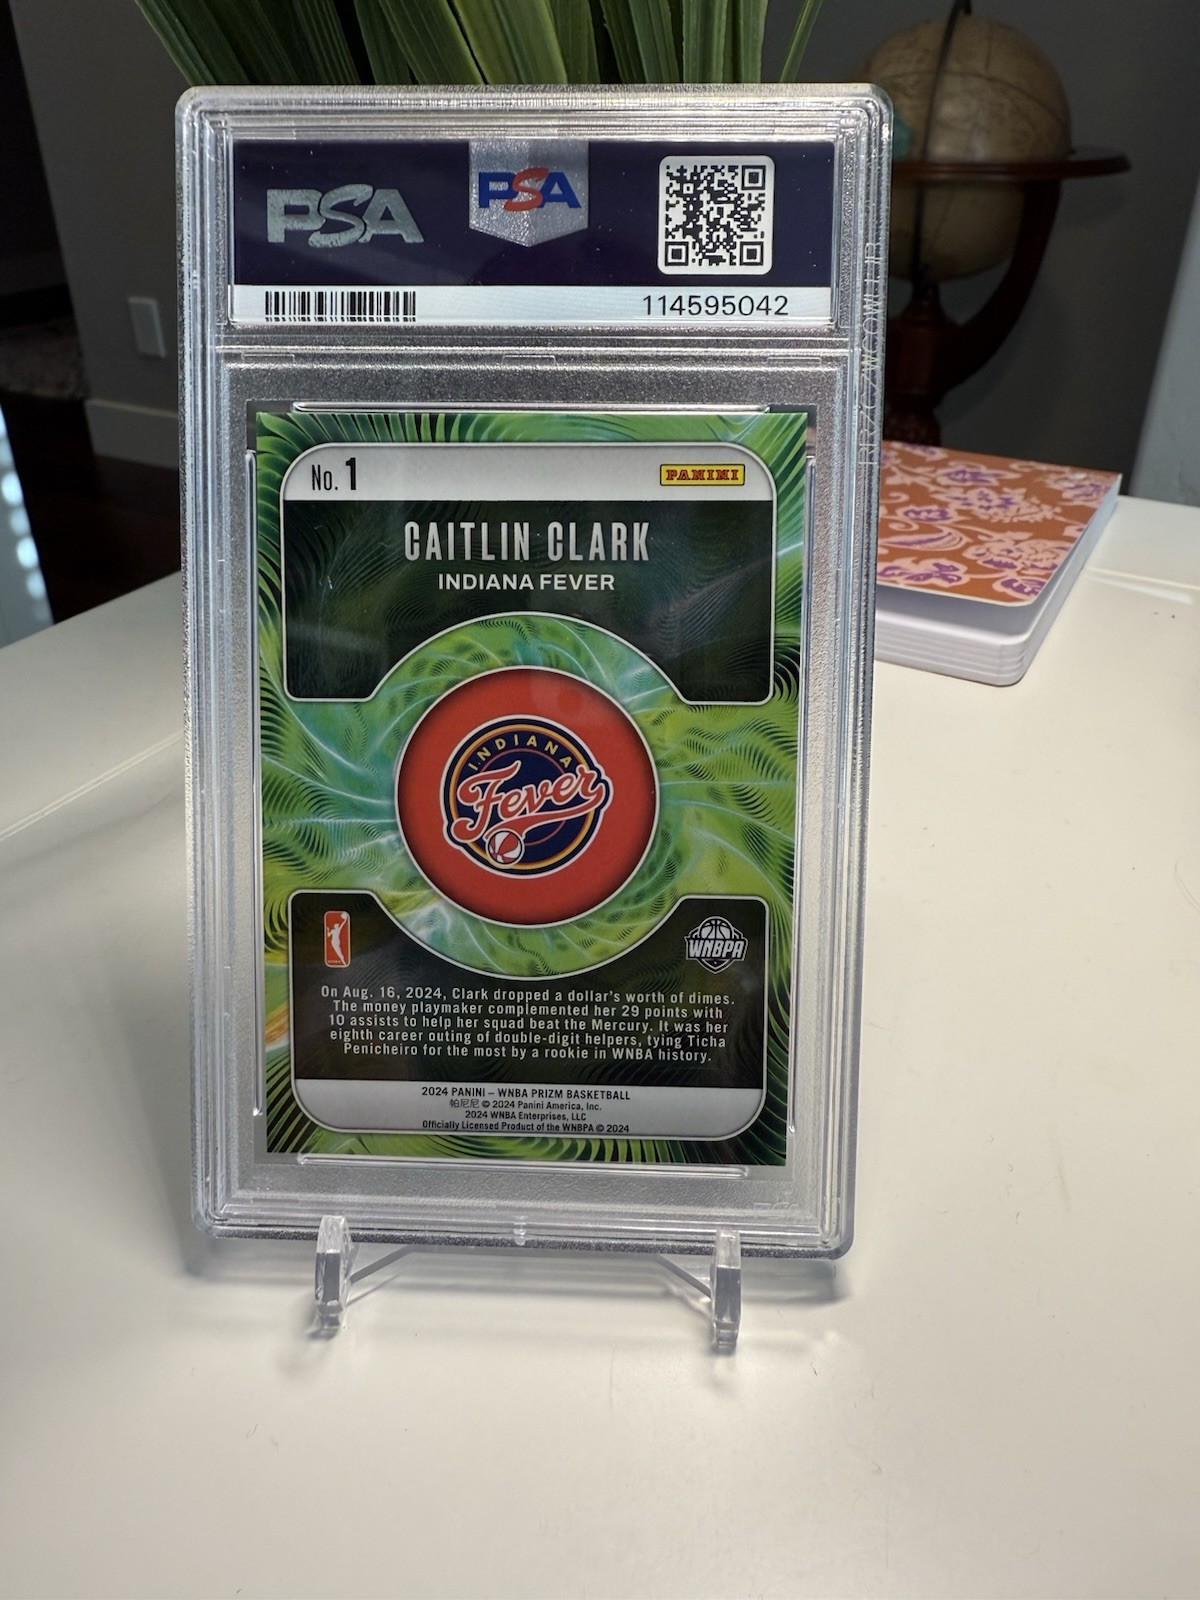 PSA
PSA
114595042
No. 1
PANINI
CAITLIN CLARK
INDIANA FEVER
INDIANA
Fever
WNBPA
On Aug. 16, 2024, Clark dropped a dollar's worth of dimes.
The money playmaker complemented her 29 points with
10 assists to help her squad beat the Mercury. It was her
eighth career outing of double-digit helpers, tying Ticha
Penicheiro for the most by a rookie in WNBA history.
2024 PANINI – WNBA PRIZM BASKETBALL
帕尼尼 © 2024 Panini America, Inc.
2024 WNBA Enterprises, LLC
Officially Licensed Product of the WNBPA © 2024